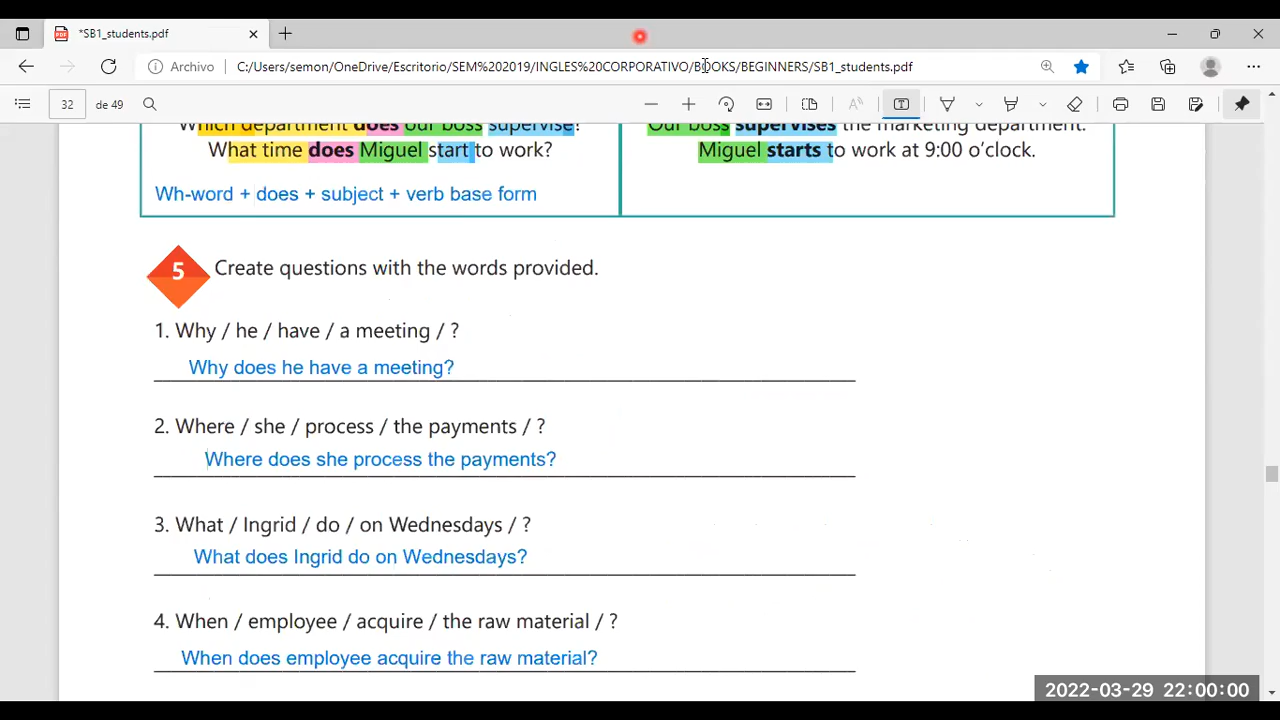 *SB1_students.pdf
Archivo C:/Users/semon/OneDrive/Escritorio/SEM%202019/INGLES%20CORPORATIVO/BOOKS/BEGINNERS/SB1_students.pdf
32 de 49
Which department does our boss supervise?
Our boss supervises the marketing department.
What time does Miguel start to work?
Miguel starts to work at 9:00 o'clock.
Wh-word + does + subject + verb base form
5 Create questions with the words provided.
1. Why / he / have / a meeting / ?
Why does he have a meeting?
2. Where / she / process / the payments / ?
Where does she process the payments?
3. What / Ingrid / do / on Wednesdays / ?
What does Ingrid do on Wednesdays?
4. When / employee / acquire / the raw material / ?
When does employee acquire the raw material?
2022-03-29 22:00:00